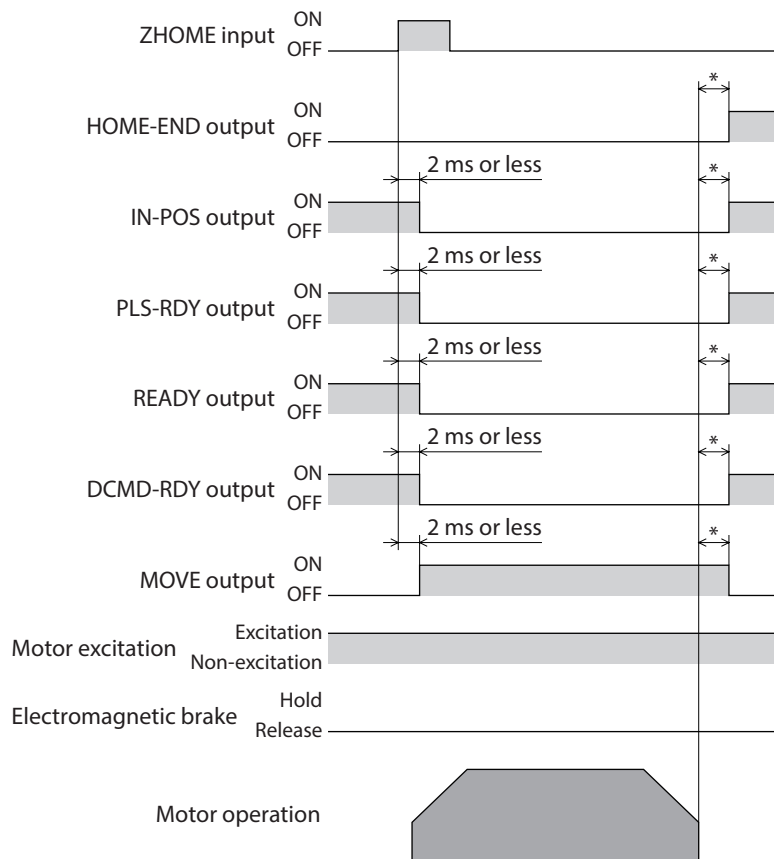 ZHOME input ON
OFF
*
HOME-END output ON
OFF
2 ms or less *
IN-POS output ON
OFF
2 ms or less *
PLS-RDY output ON
OFF
2 ms or less *
READY output ON
OFF
2 ms or less *
DCMD-RDY output ON
OFF
2 ms or less *
MOVE output ON
OFF
Motor excitation Excitation
Non-excitation
Electromagnetic brake Hold
Release
Motor operation